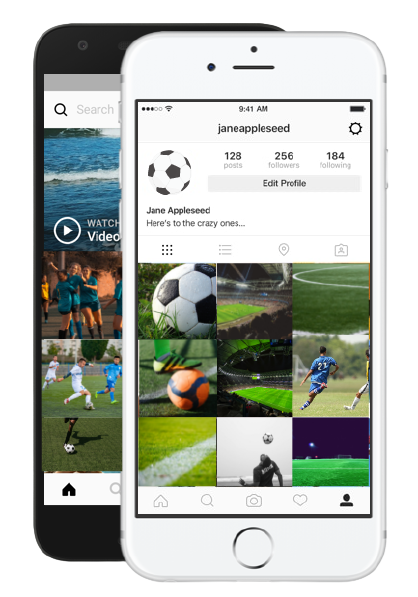 Search
WATCH
Video
9:41 AM
janeappleseed
128
posts
256
followers
184
following
Edit Profile
Jane Appleseed
Here's to the crazy ones...
23